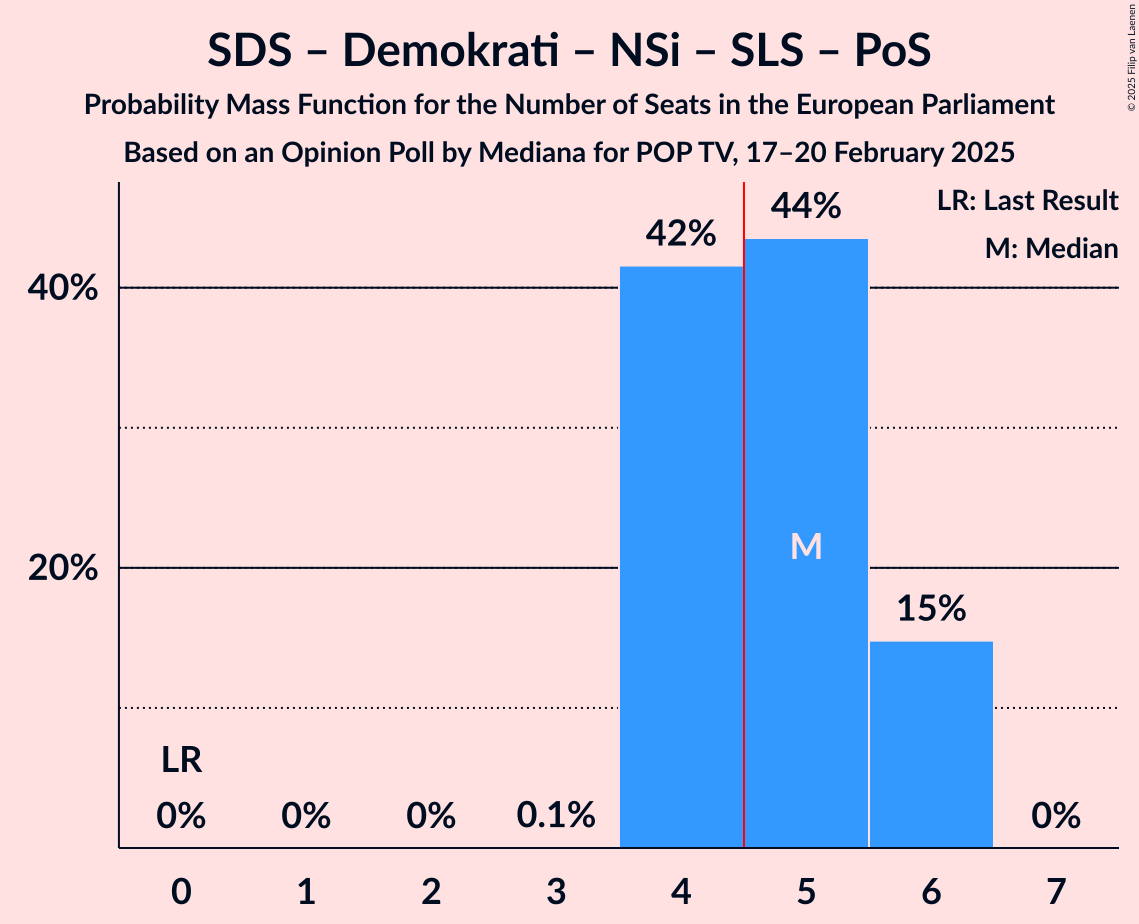 SDS – Demokrati – NSi – SLS – PoS
Probability Mass Function for the Number of Seats in the European Parliament
Based on an Opinion Poll by Mediana for POP TV, 17–20 February 2025
© 2025 Filip van Laenen
LR: Last Result
M: Median
44%
42%
40%
M
20%
15%
LR
0%
0%
0%
0.1%
0%
0
1
2
3
4
5
6
7